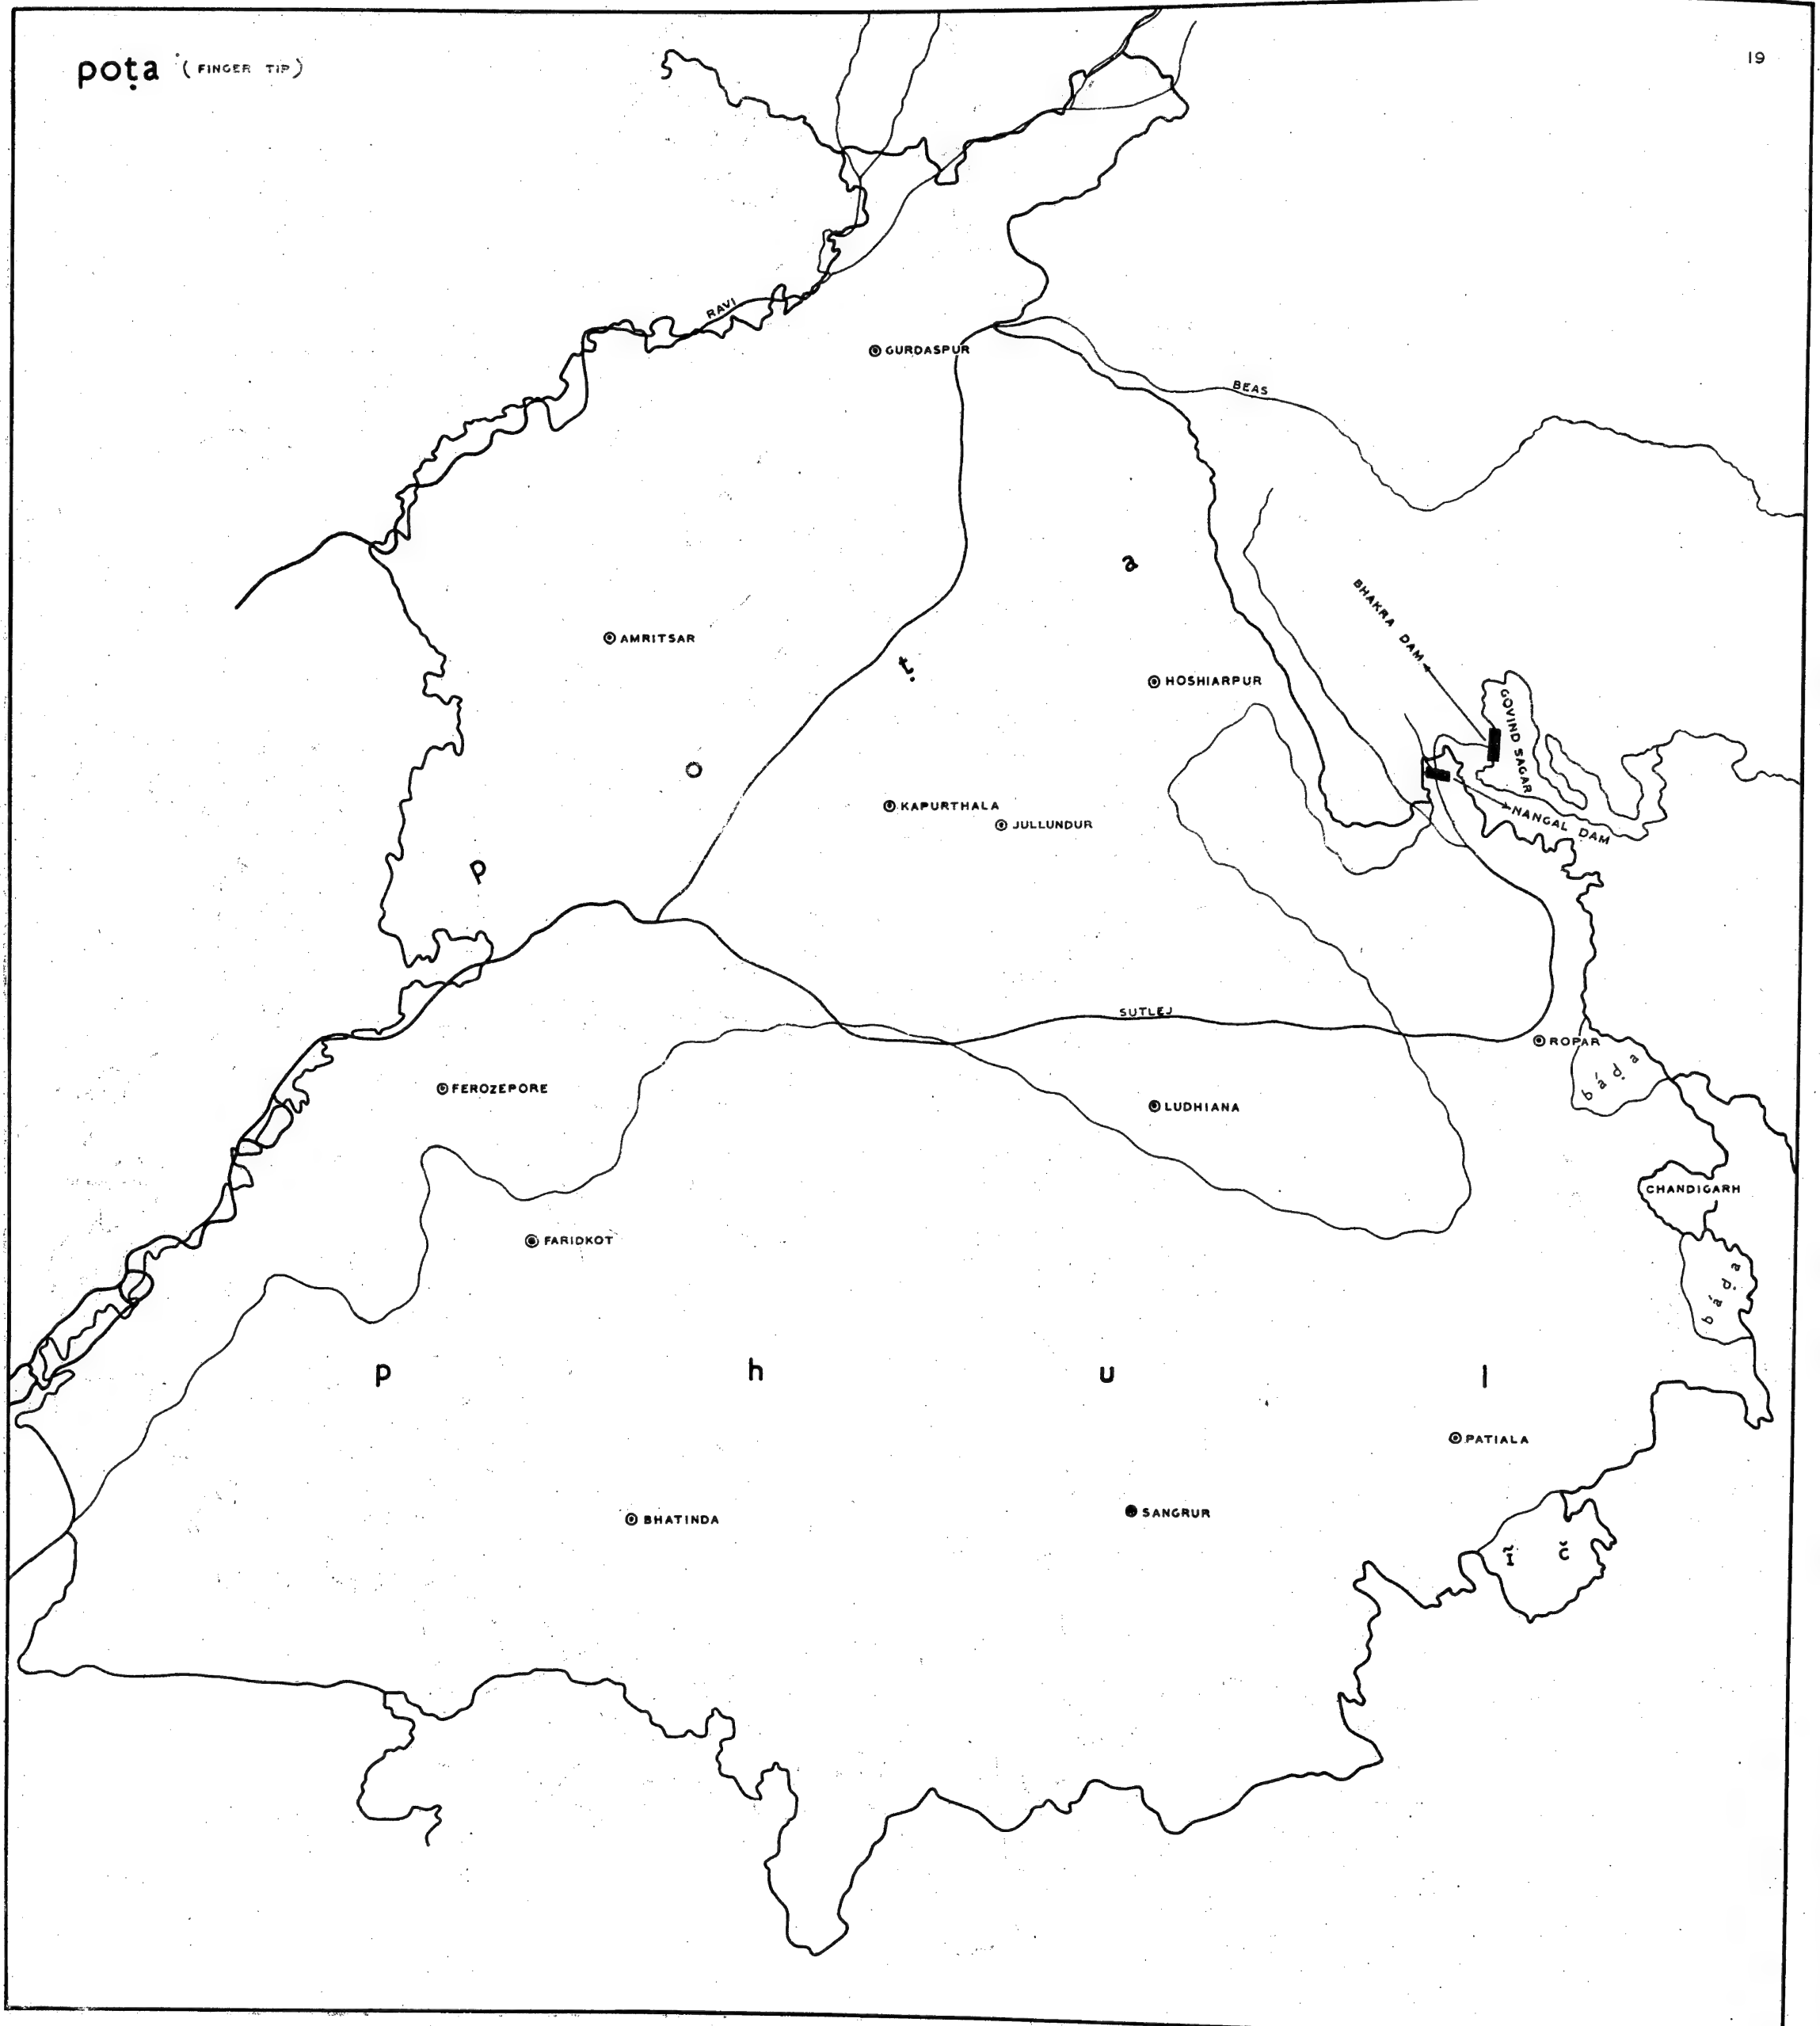 poṭa (FINGER TIP)
19
RAVI
GURDASPUR
BEAS
a
BHAKRA DAM
AMRITSAR
ṭ
HOSHIARPUR
GOVIND SAGAR
o
KAPURTHALA
JULLUNDUR
NANGAL DAM
p
SUTLEJ
ROPAR
báḍa
FEROZEPORE
LUDHIANA
CHANDIGARH
FARIDKOT
báḍa
p h u l
PATIALA
BHATINDA
SANGRUR
ĩ č